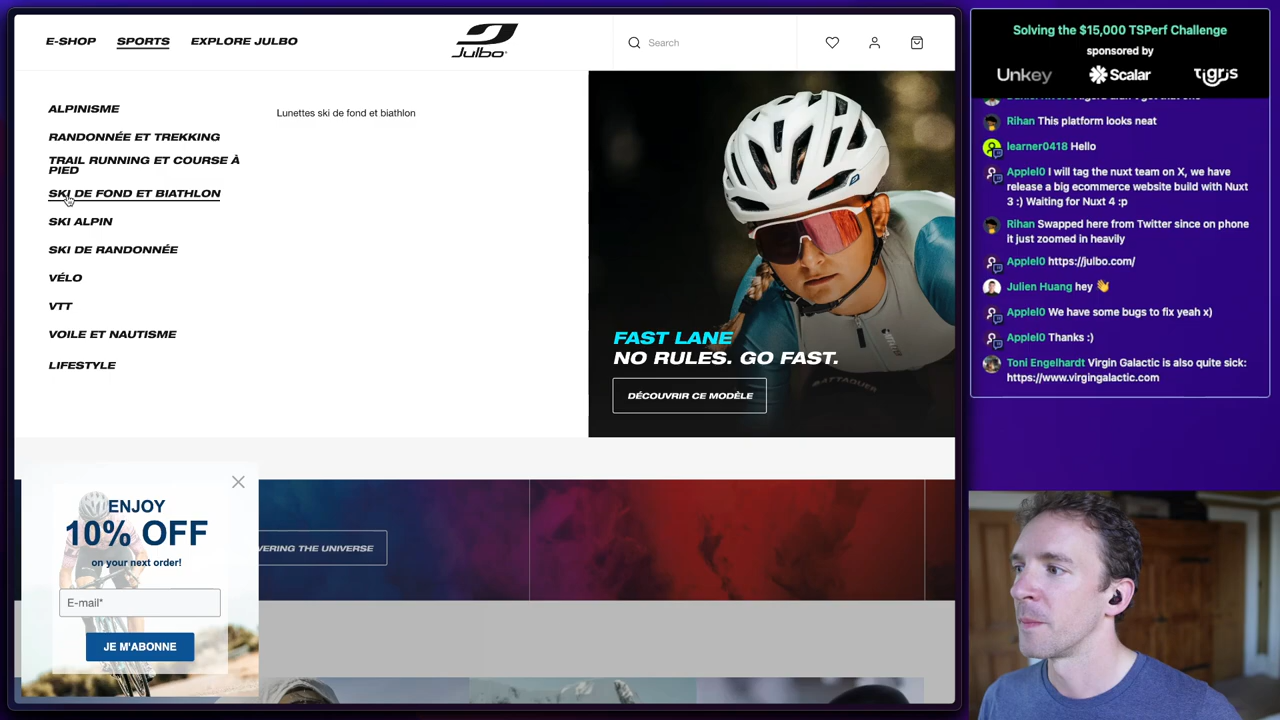 E-SHOP
SPORTS
EXPLORE JULBO
Julbo
Search
ALPINISME
RANDONNÉE ET TREKKING
TRAIL RUNNING ET COURSE À
PIED
SKI DE FOND ET BIATHLON
SKI ALPIN
SKI DE RANDONNÉE
VÉLO
VTT
VOILE ET NAUTISME
LIFESTYLE
Lunettes ski de fond et biathlon
FAST LANE
NO RULES. GO FAST.
DÉCOUVRIR CE MODÈLE
ENJOY
10% OFF
on your next order!
E-mail*
JE M'ABONNE
VERING THE UNIVERSE
Solving the $15,000 TSPerf Challenge
sponsored by
Unkey
Scalar
tigris
Rihan This platform looks neat
learner0418 Hello
Applel0 I will tag the nuxt team on X, we have
release a big ecommerce website build with Nuxt
3 :) Waiting for Nuxt 4 :p
Rihan Swapped here from Twitter since on phone
it just zoomed in heavily
Applel0 https://julbo.com/
Julien Huang hey 👋
Applel0 We have some bugs to fix yeah x)
Applel0 Thanks :)
Toni Engelhardt Virgin Galactic is also quite sick:
https://www.virgingalactic.com